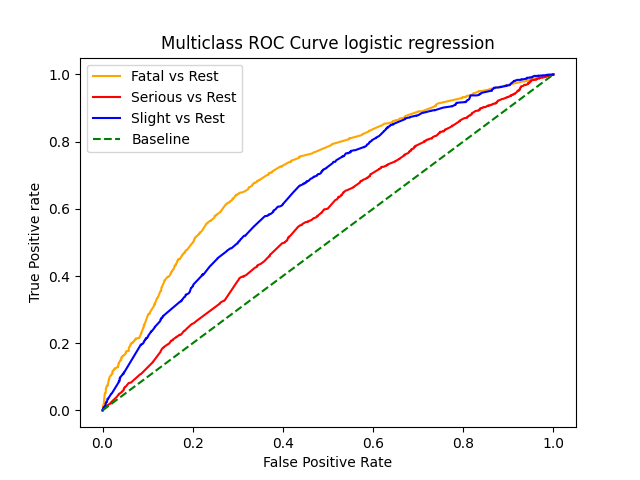 Multiclass ROC Curve logistic regression
Fatal vs Rest
Serious vs Rest
Slight vs Rest
Baseline
True Positive rate
1.0
0.8
0.6
0.4
0.2
0.0
0.0 0.2 0.4 0.6 0.8 1.0
False Positive Rate